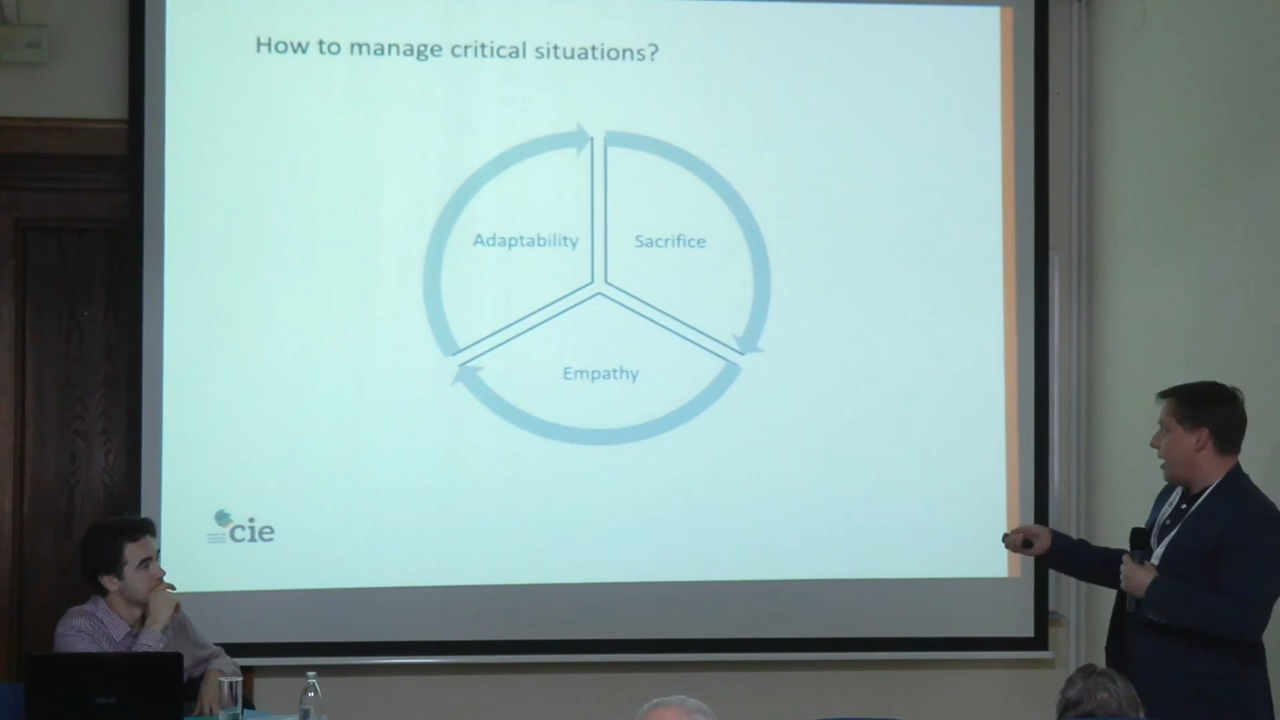 How to manage critical situations?
Adaptability
Sacrifice
Empathy
cie